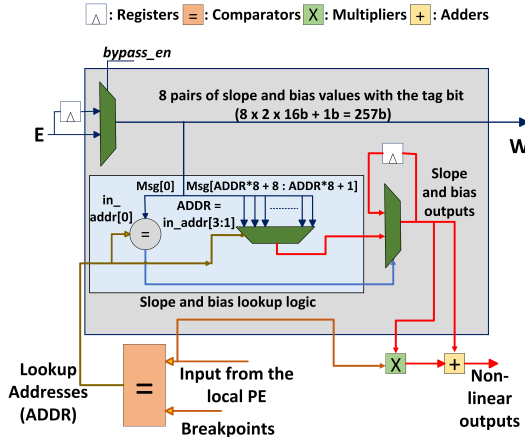 : Registers = : Comparators X : Multipliers + : Adders
bypass_en
8 pairs of slope and bias values with the tag bit
(8 x 2 x 16b + 1b = 257b)
E
W
Msg[0] Msg[ADDR*8 + 8 : ADDR*8 + 1]
in_
addr[0]
ADDR =
in_addr[3:1]
=
Slope
and bias
outputs
Slope and bias lookup logic
Lookup
Addresses
(ADDR)
=
Input from the
local PE
Breakpoints
X
+
Non-
linear
outputs